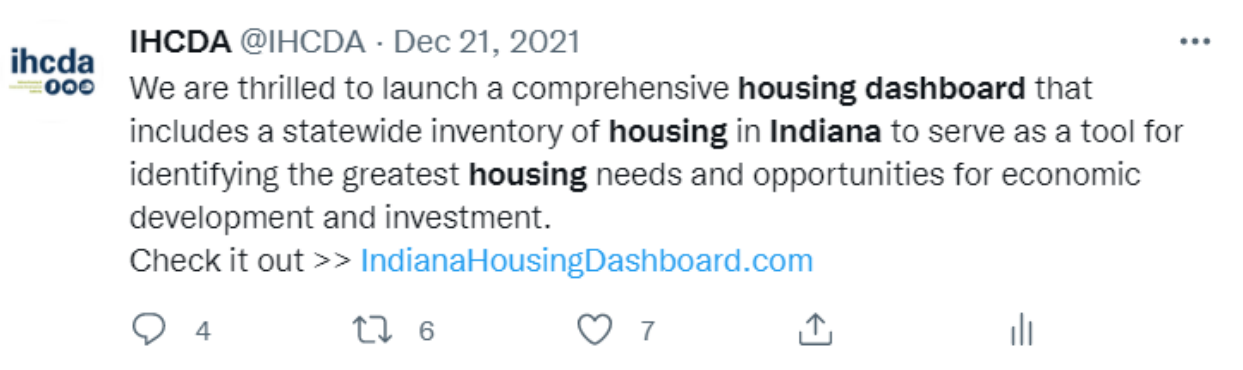 ihcda
IHCDA @IHCDA · Dec 21, 2021
We are thrilled to launch a comprehensive housing dashboard that
includes a statewide inventory of housing in Indiana to serve as a tool for
identifying the greatest housing needs and opportunities for economic
development and investment.
Check it out >> IndianaHousingDashboard.com
4 6 7